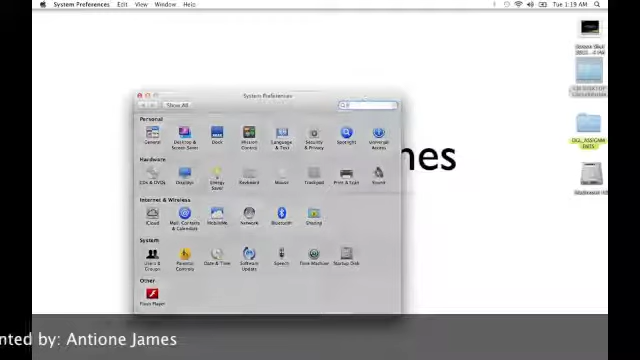 System Preferences Edit View Window Help
Tue 1:19 AM
System Preferences
Show All
Personal
General Desktop & Screen Saver Dock Mission Control Language & Text Security & Privacy Spotlight Universal Access
Hardware
CDs & DVDs Displays Energy Saver Keyboard Mouse Trackpad Print & Scan Sound
Internet & Wireless
iCloud Mail, Contacts & Calendars MobileMe Network Bluetooth Sharing
System
Users & Groups Parental Controls Date & Time Software Update Speech Time Machine Startup Disk
Other
Flash Player
mes
Screen Shot
nted by: Antione James